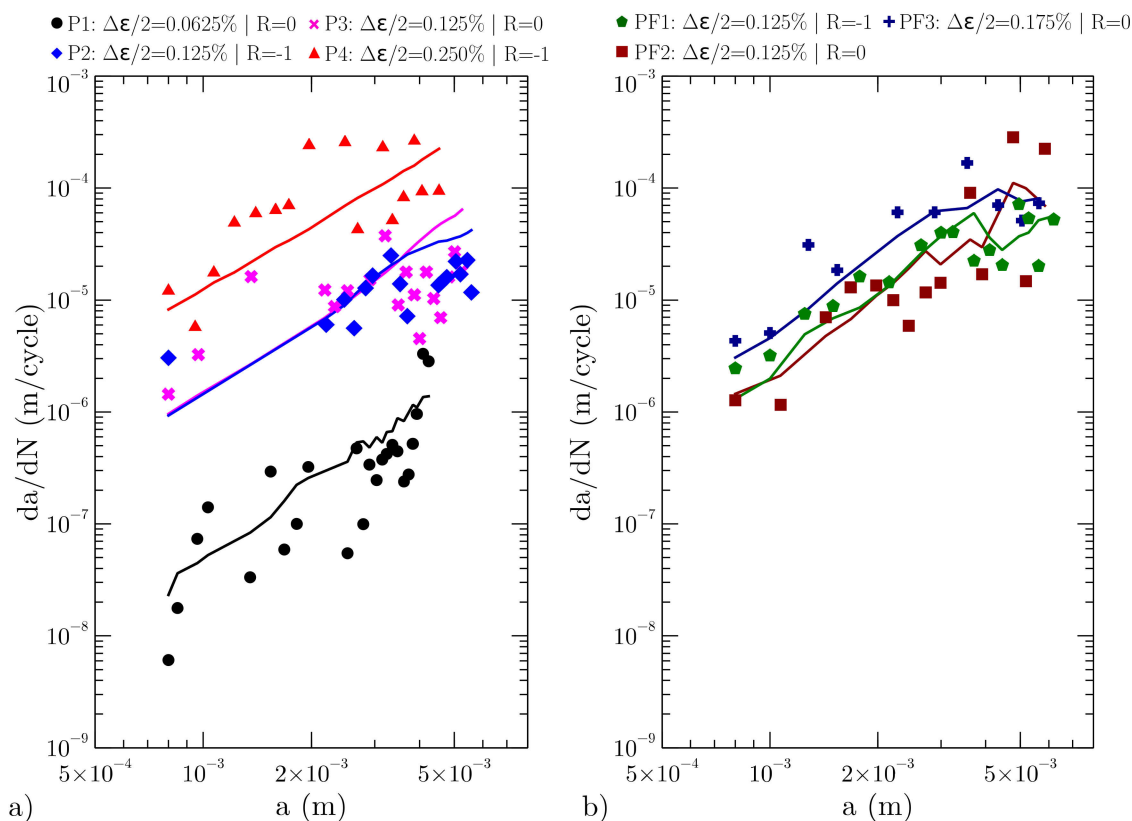 P1: Δε/2=0.0625% | R=0
P3: Δε/2=0.125% | R=0
P2: Δε/2=0.125% | R=-1
P4: Δε/2=0.250% | R=-1
10⁻³
10⁻⁴
10⁻⁵
10⁻⁶
10⁻⁷
10⁻⁸
10⁻⁹
da/dN (m/cycle)
5×10⁻⁴
10⁻³
2×10⁻³
5×10⁻³
a)
a (m)
PF1: Δε/2=0.125% | R=-1
PF3: Δε/2=0.175% | R=0
PF2: Δε/2=0.125% | R=0
10⁻³
10⁻⁴
10⁻⁵
10⁻⁶
10⁻⁷
10⁻⁸
10⁻⁹
da/dN (m/cycle)
5×10⁻⁴
10⁻³
2×10⁻³
5×10⁻³
b)
a (m)